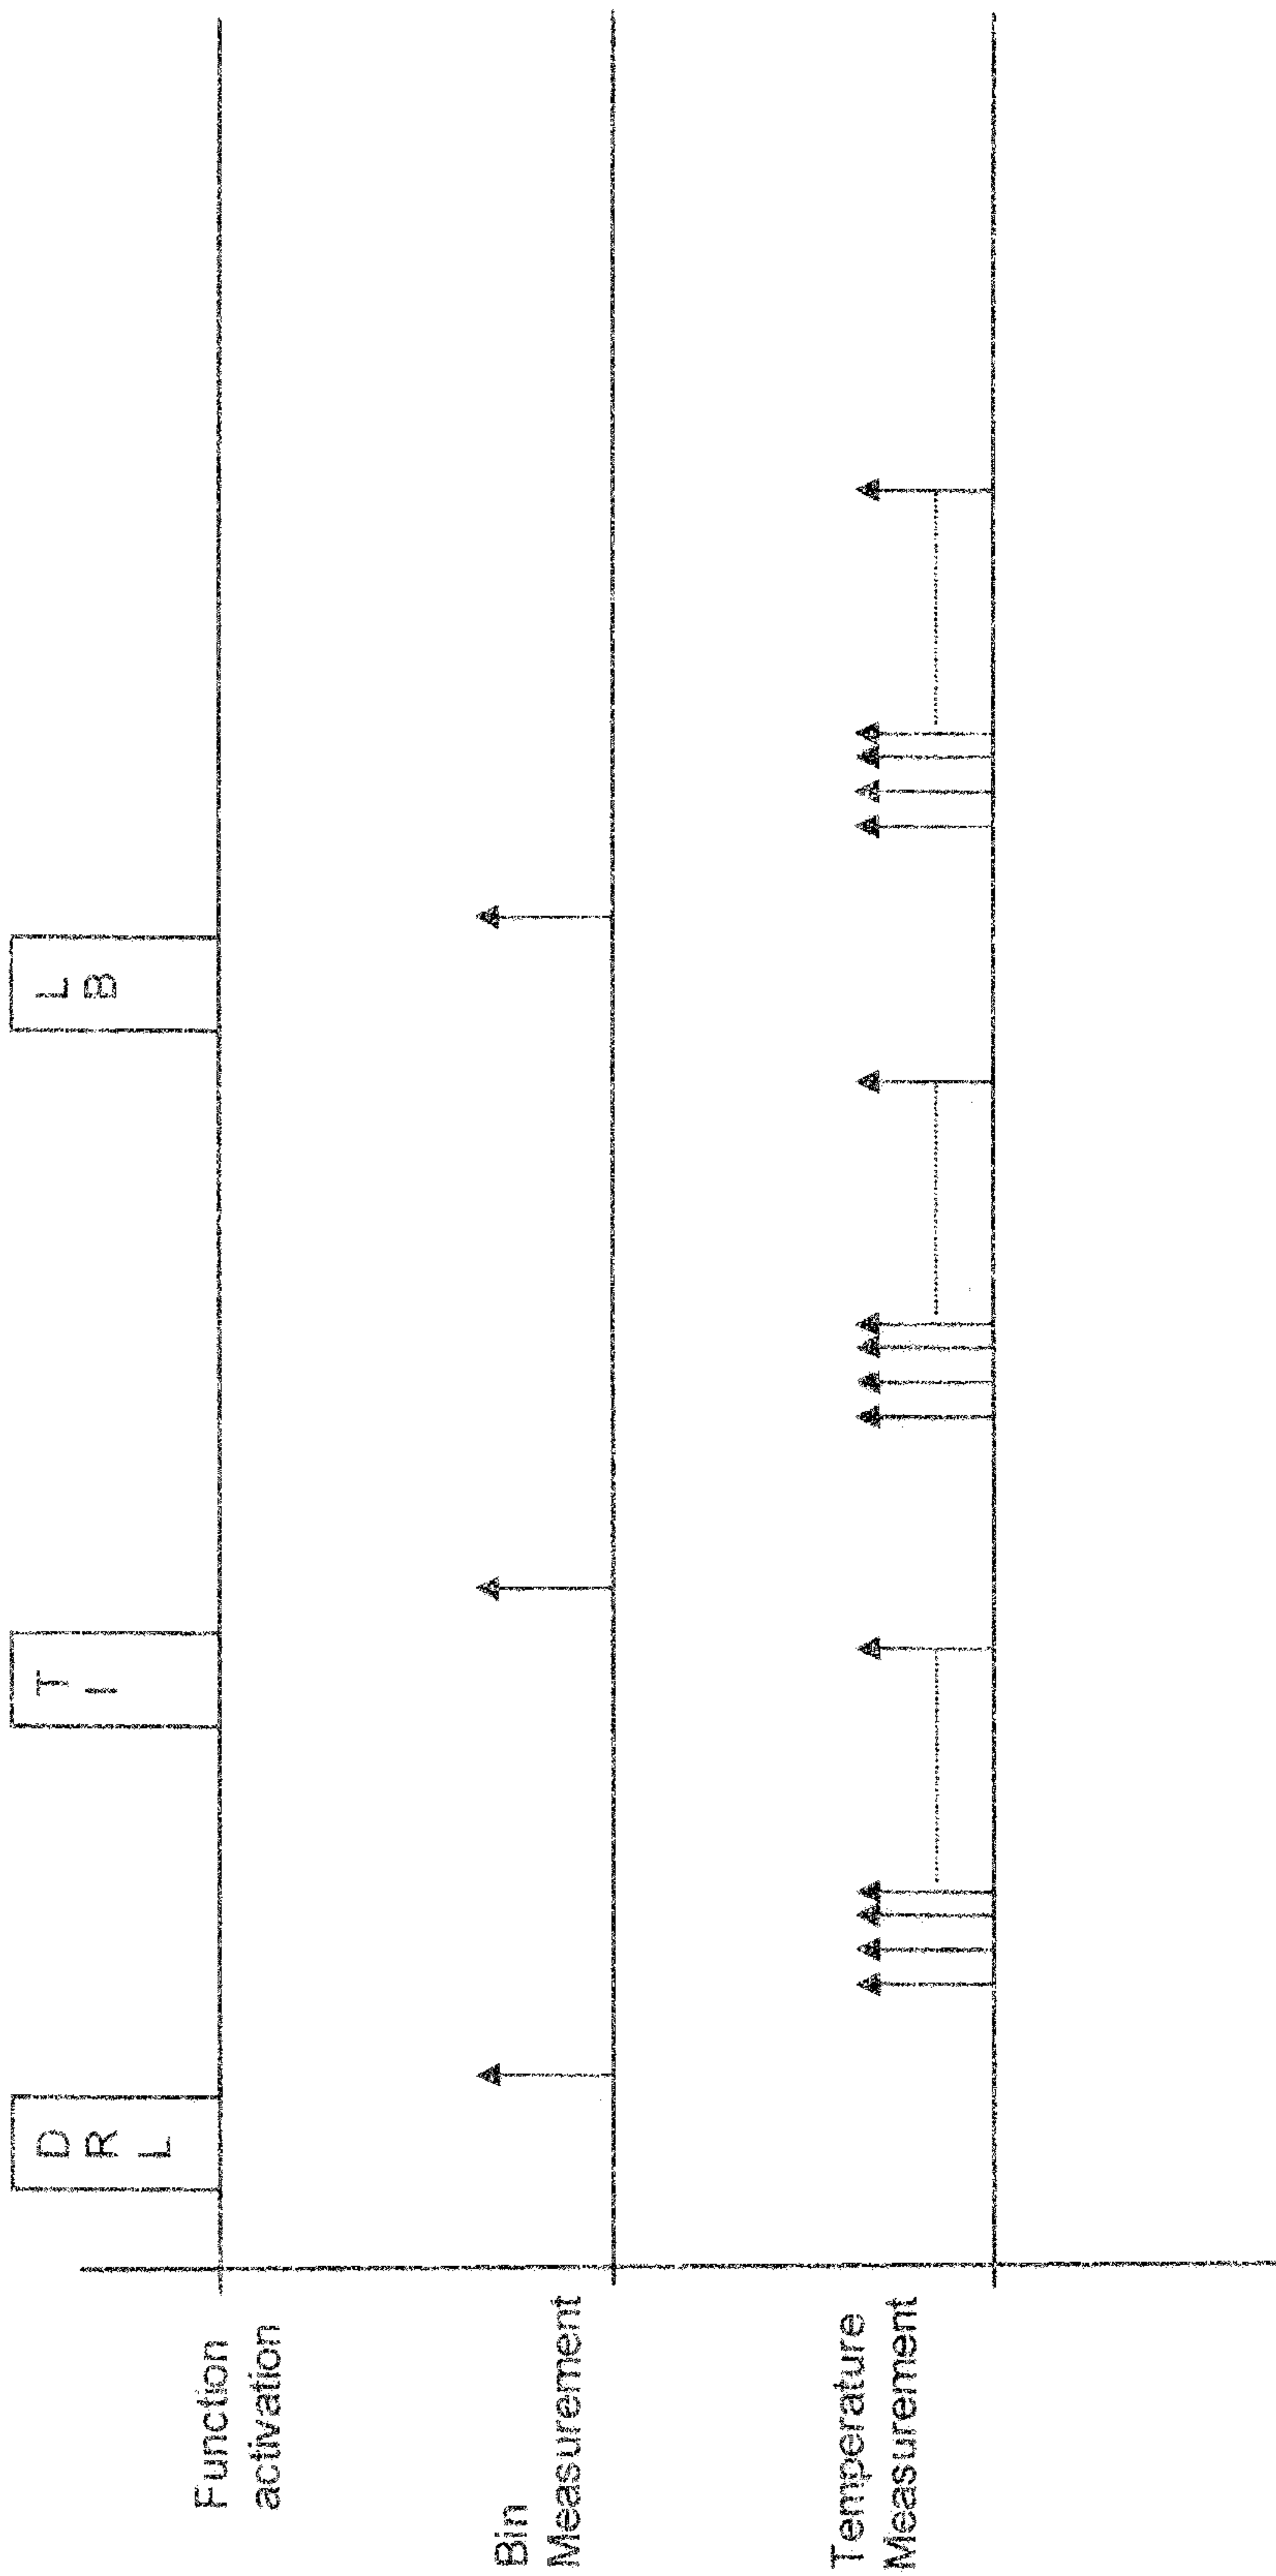 D
R
L
T
I
L
B
Function
activation
Bin
Measurement
Temperature
Measurement